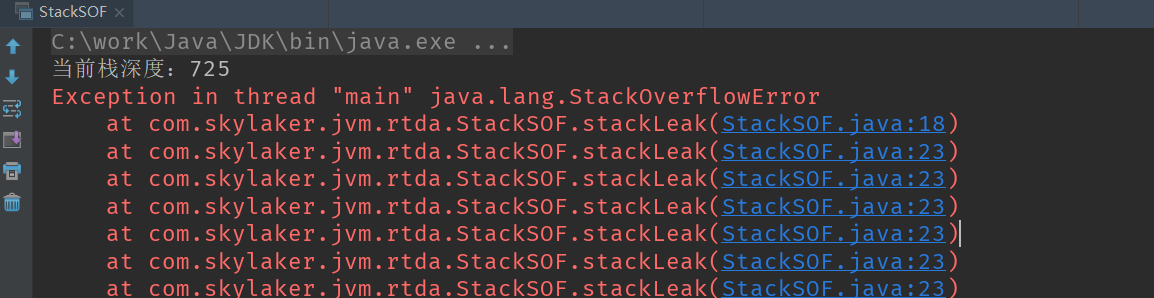 StackSOF
C:\work\Java\JDK\bin\java.exe ...
当前栈深度：725
Exception in thread "main" java.lang.StackOverflowError
at com.skylaker.jvm.rtda.StackSOF.stackLeak(StackSOF.java:18)
at com.skylaker.jvm.rtda.StackSOF.stackLeak(StackSOF.java:23)
at com.skylaker.jvm.rtda.StackSOF.stackLeak(StackSOF.java:23)
at com.skylaker.jvm.rtda.StackSOF.stackLeak(StackSOF.java:23)
at com.skylaker.jvm.rtda.StackSOF.stackLeak(StackSOF.java:23)
at com.skylaker.jvm.rtda.StackSOF.stackLeak(StackSOF.java:23)
at com.skylaker.jvm.rtda.StackSOF.stackLeak(StackSOF.java:23)